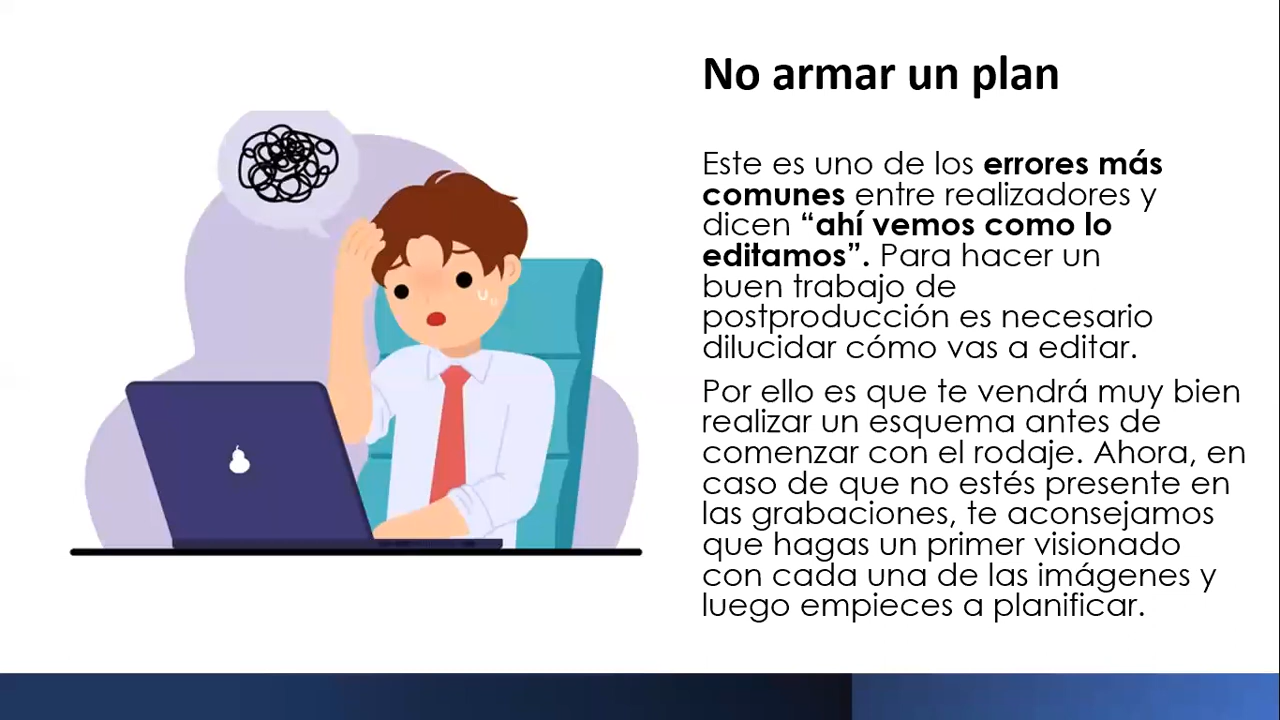 No armar un plan
Este es uno de los errores más
comunes entre realizadores y
dicen “ahí vemos como lo
editamos”. Para hacer un
buen trabajo de
postproducción es necesario
dilucidar cómo vas a editar.
Por ello es que te vendrá muy bien
realizar un esquema antes de
comenzar con el rodaje. Ahora, en
caso de que no estés presente en
las grabaciones, te aconsejamos
que hagas un primer visionado
con cada una de las imágenes y
luego empieces a planificar.